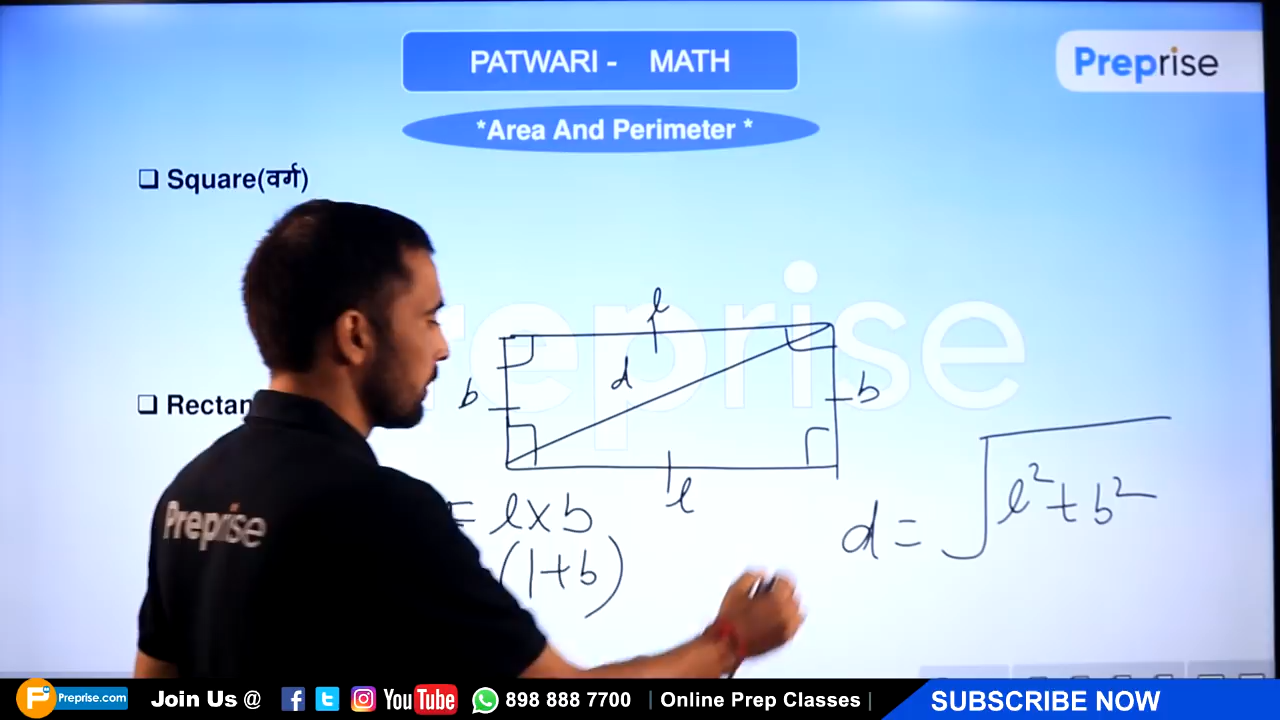 PATWARI - MATH
Preprise
*Area And Perimeter *
❑ Square(वर्ग)
Preprise
l
d
b
b
❑ Rectan
l
d = √l²+b²
= l×b
(l+b)
Preprise
Preprise.com Join Us @ YouTube 898 888 7700 | Online Prep Classes | SUBSCRIBE NOW